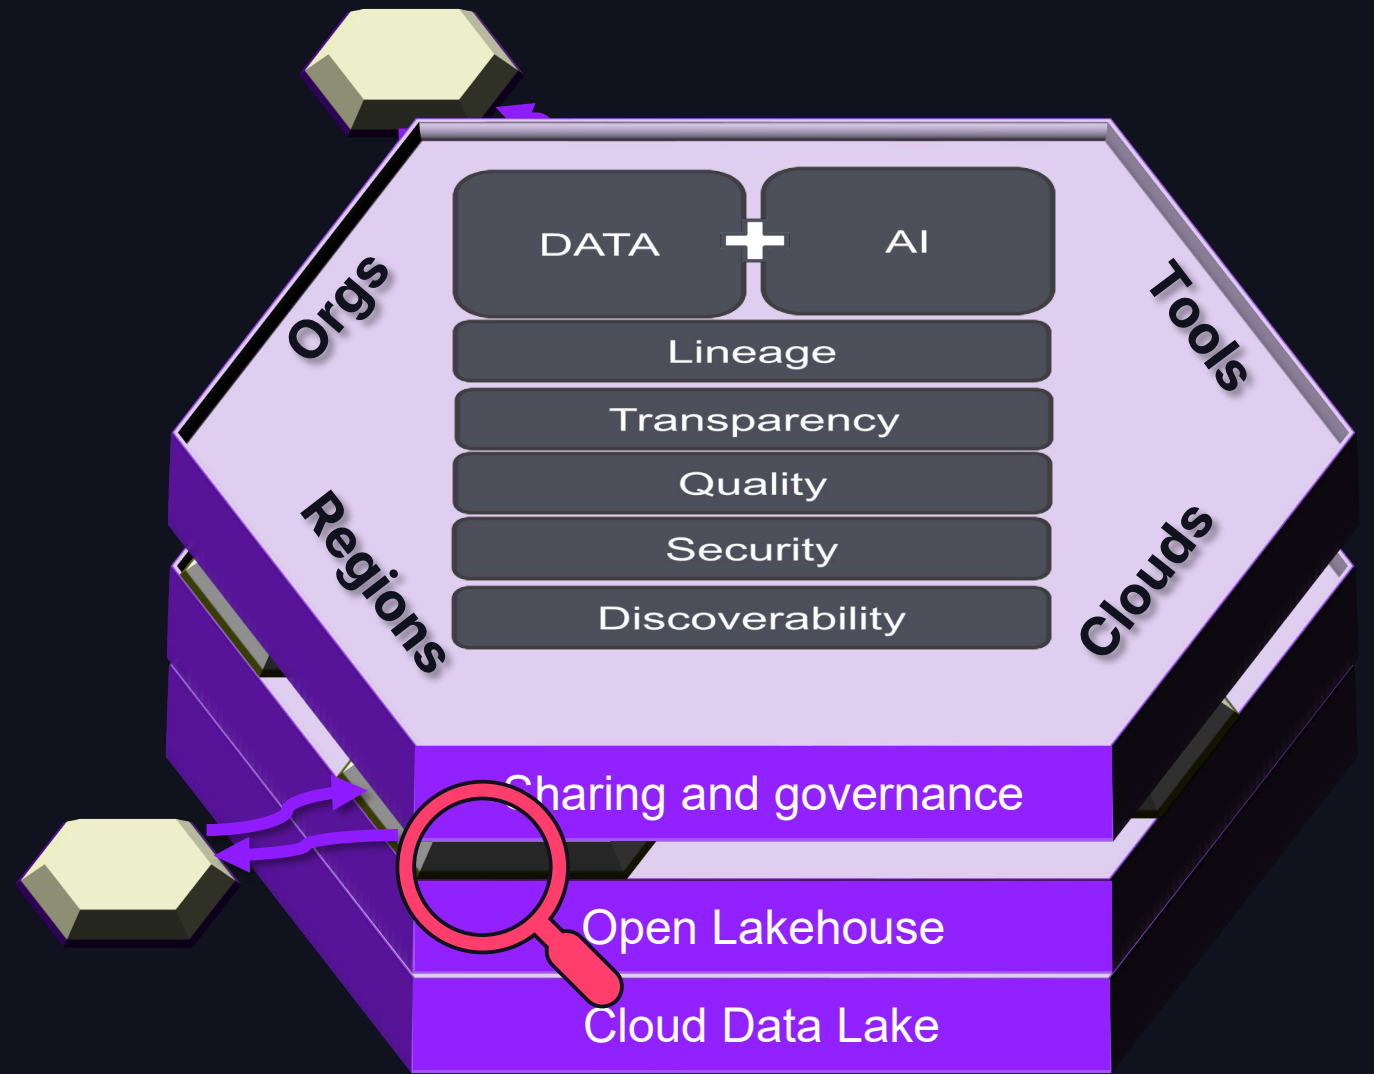 DATA
AI
Orgs
Tools
Lineage
Transparency
Quality
Regions
Security
Clouds
Discoverability
Sharing and governance
Open Lakehouse
Cloud Data Lake